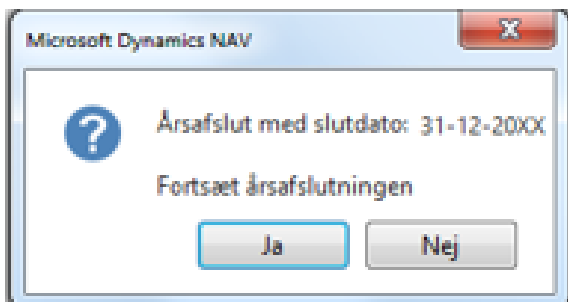 Microsoft Dynamics NAV
Årsafslut med slutdato: 31-12-20XX
Fortsæt årsafslutningen
Ja
Nej